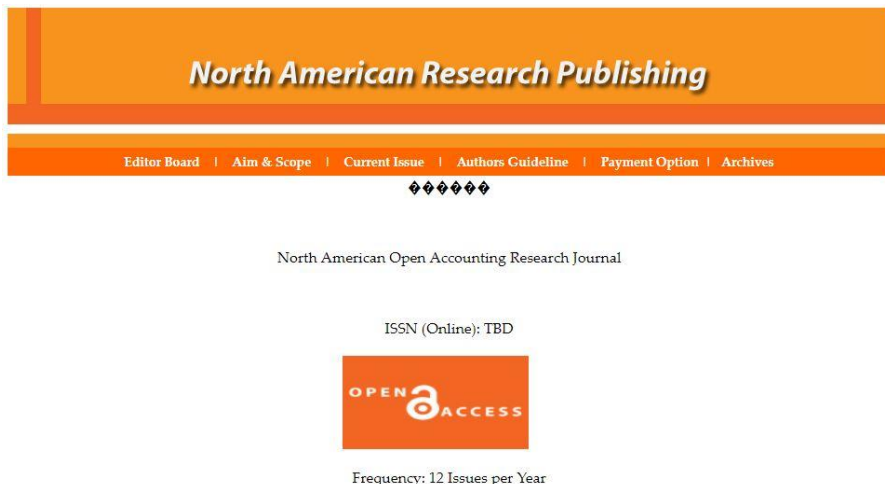 North American Research Publishing
Editor Board | Aim & Scope | Current Issue | Authors Guideline | Payment Option | Archives
������
North American Open Accounting Research Journal
ISSN (Online): TBD
OPEN ACCESS
Frequency: 12 Issues per Year